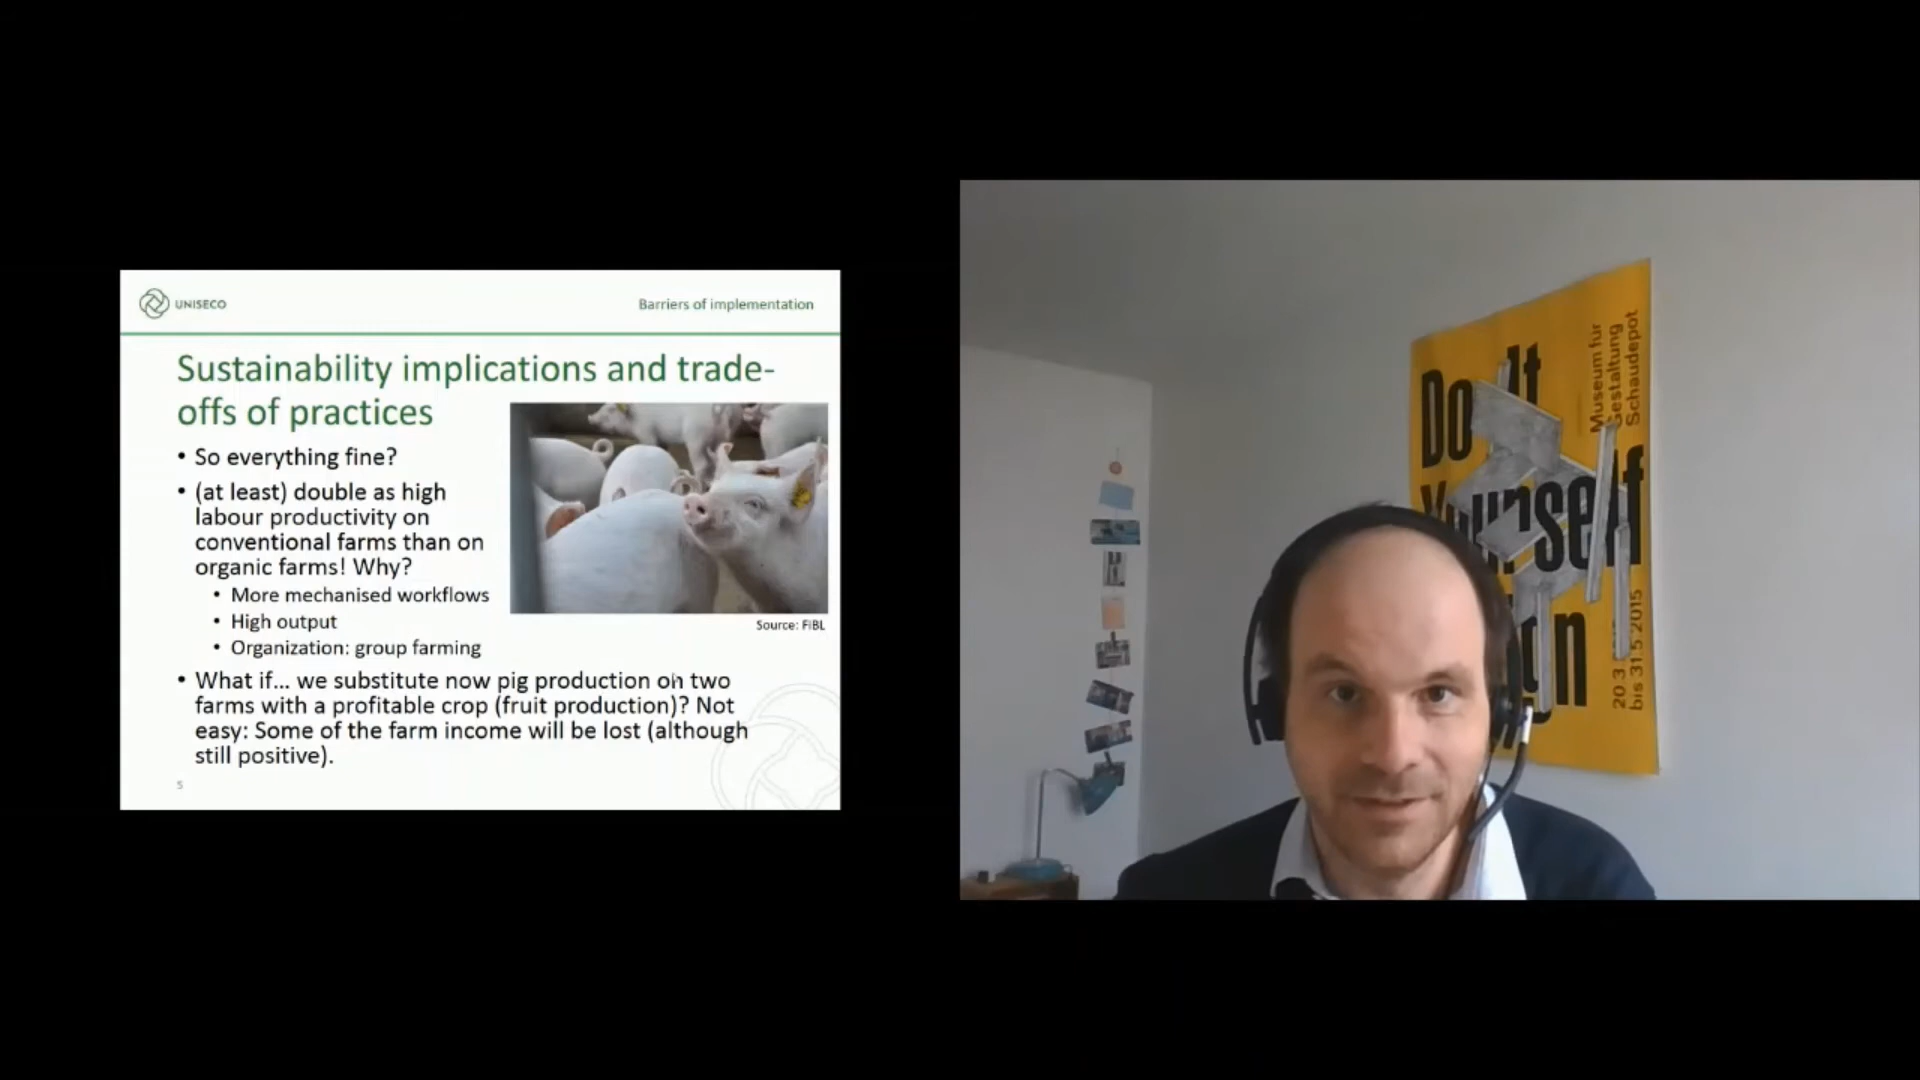 UNISECO
Barriers of implementation
Sustainability implications and trade-
offs of practices
• So everything fine?
• (at least) double as high
labour productivity on
conventional farms than on
organic farms! Why?
• More mechanised workflows
• High output
• Organization: group farming
Source: FiBL
• What if... we substitute now pig production on two
farms with a profitable crop (fruit production)? Not
easy: Some of the farm income will be lost (although
still positive).
5
Do It
Yourself
Museum für
Gestaltung
Schaudepot
bis 31.5.2015